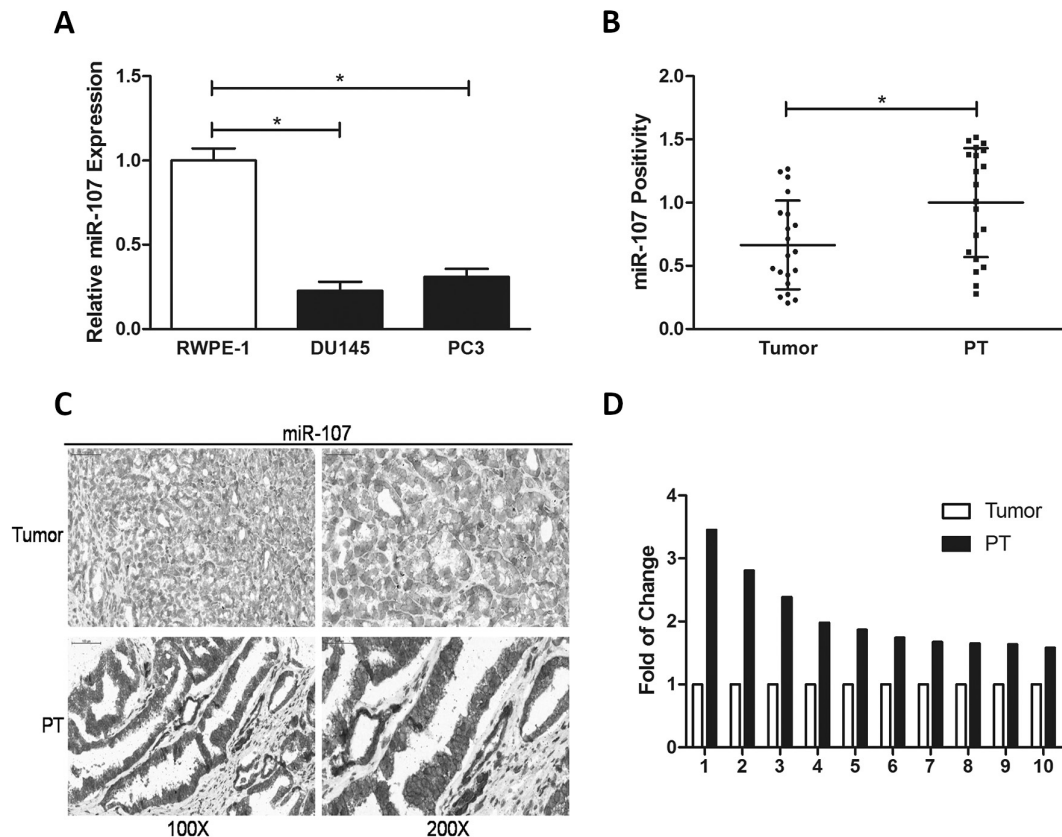 A
Relative miR-107 Expression
1.5
1.0
0.5
0.0
*
*
RWPE-1 DU145 PC3
B
miR-107 Positivity
2.0
1.5
1.0
0.5
0.0
*
Tumor PT
C
miR-107
Tumor
PT
100X 200X
D
Fold of Change
4
3
2
1
0
Tumor
PT
1 2 3 4 5 6 7 8 9 10